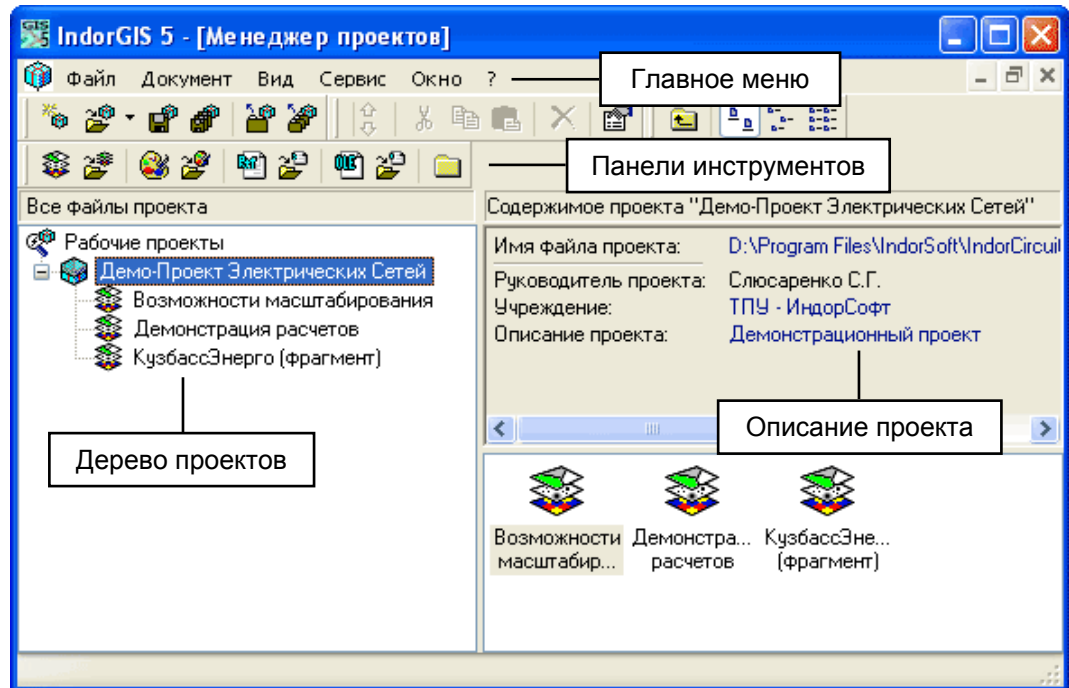 IndorGIS 5 - [Менеджер проектов]
Файл Документ Вид Сервис Окно ?
Главное меню
Панели инструментов
Все файлы проекта
Содержимое проекта "Демо-Проект Электрических Сетей"
Рабочие проекты
Демо-Проект Электрических Сетей
Возможности масштабирования
Демонстрация расчетов
КузбассЭнерго (фрагмент)
Дерево проектов
Имя файла проекта: D:\Program Files\IndorSoft\IndorCircuit
Руководитель проекта: Слюсаренко С.Г.
Учреждение: ТПУ - ИндорСофт
Описание проекта: Демонстрационный проект
Описание проекта
Возможности
масштабир...
Демонстра...
расчетов
КузбассЭне...
(фрагмент)